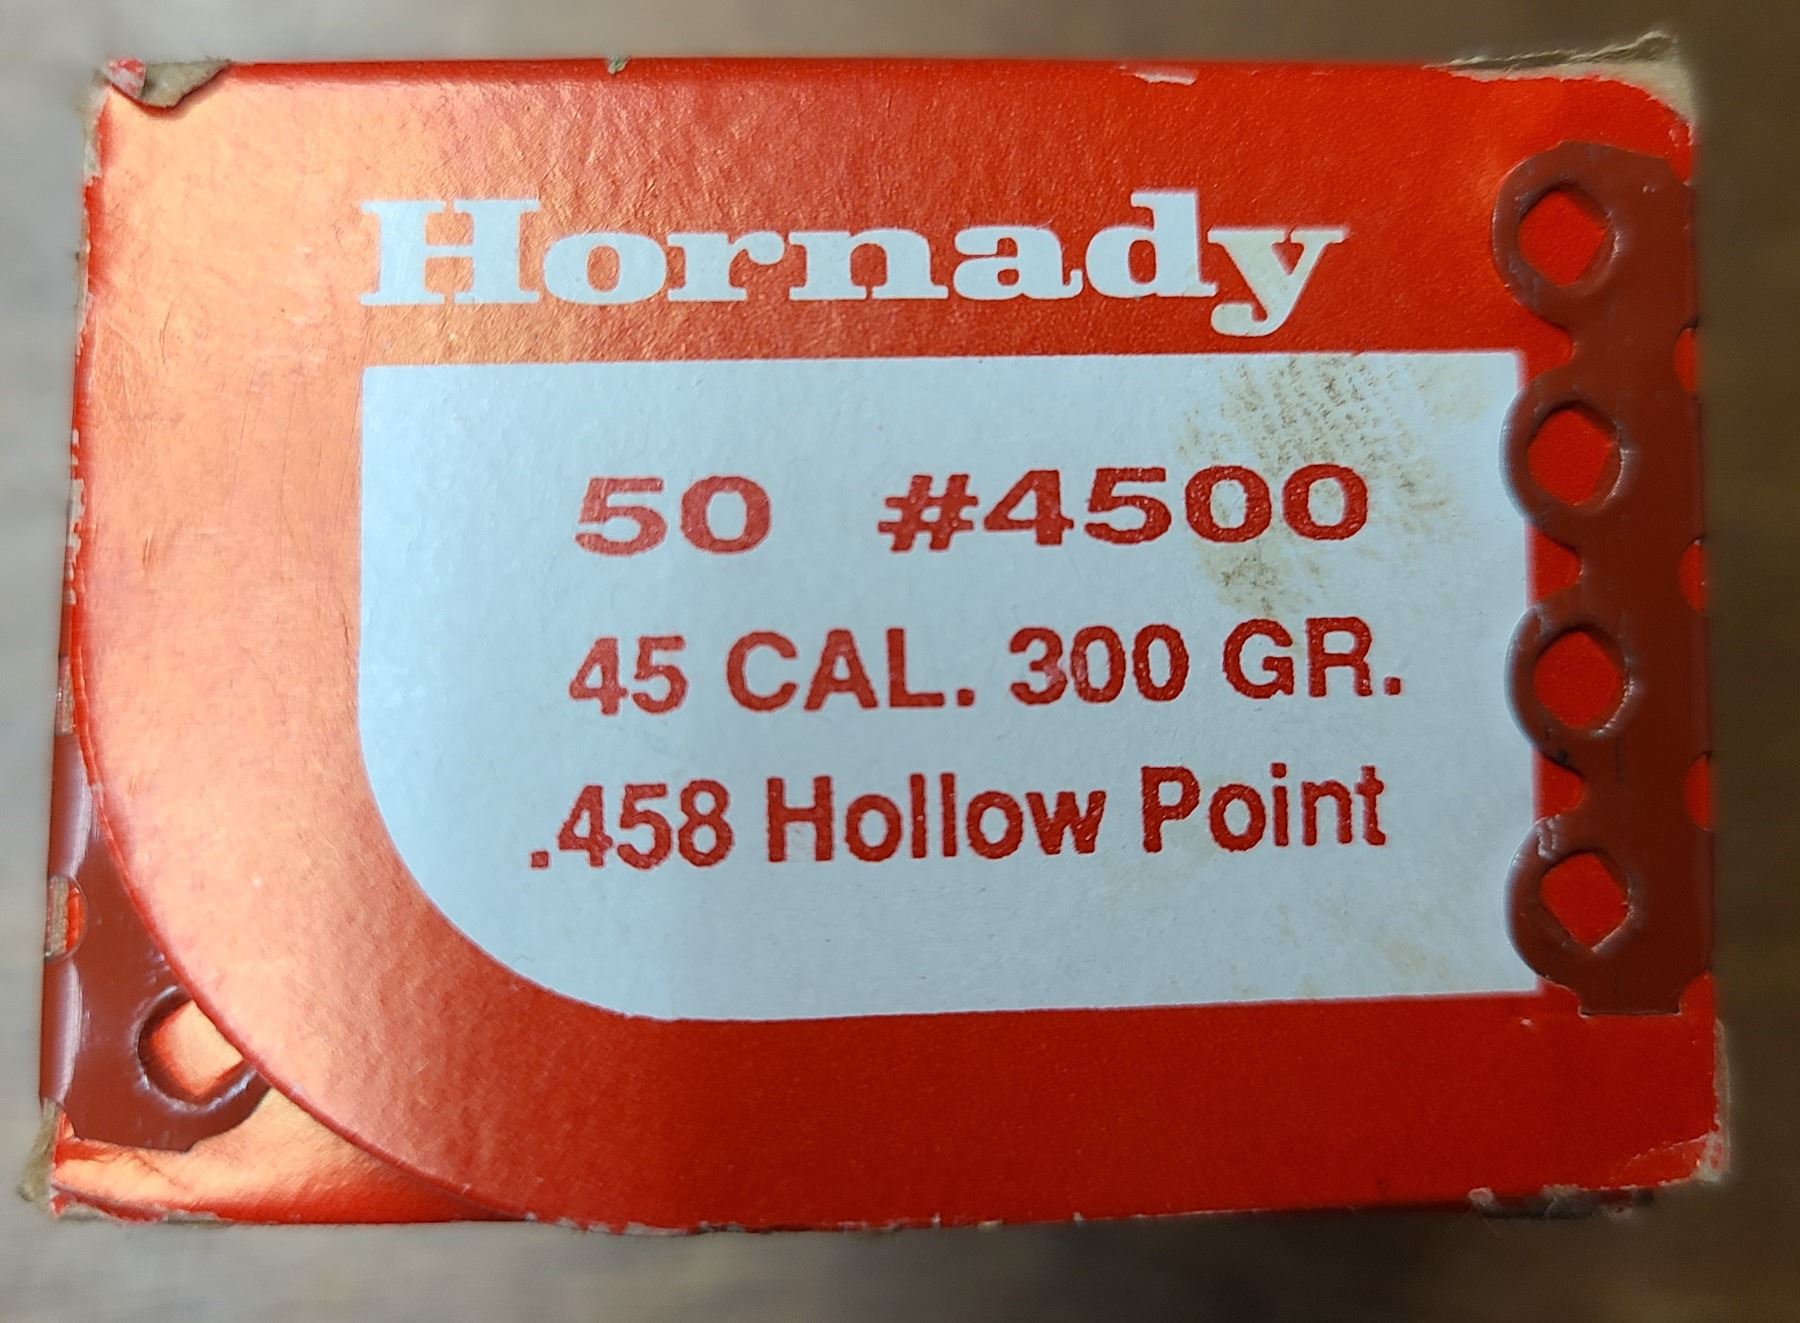 Hornady
50 #4500
45 CAL. 300 GR.
.458 Hollow Point